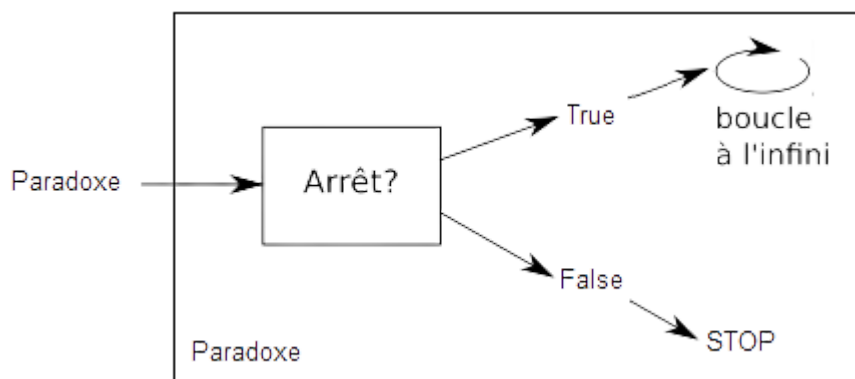 Paradoxe
Arrêt?
True
boucle
à l'infini
False
STOP
Paradoxe